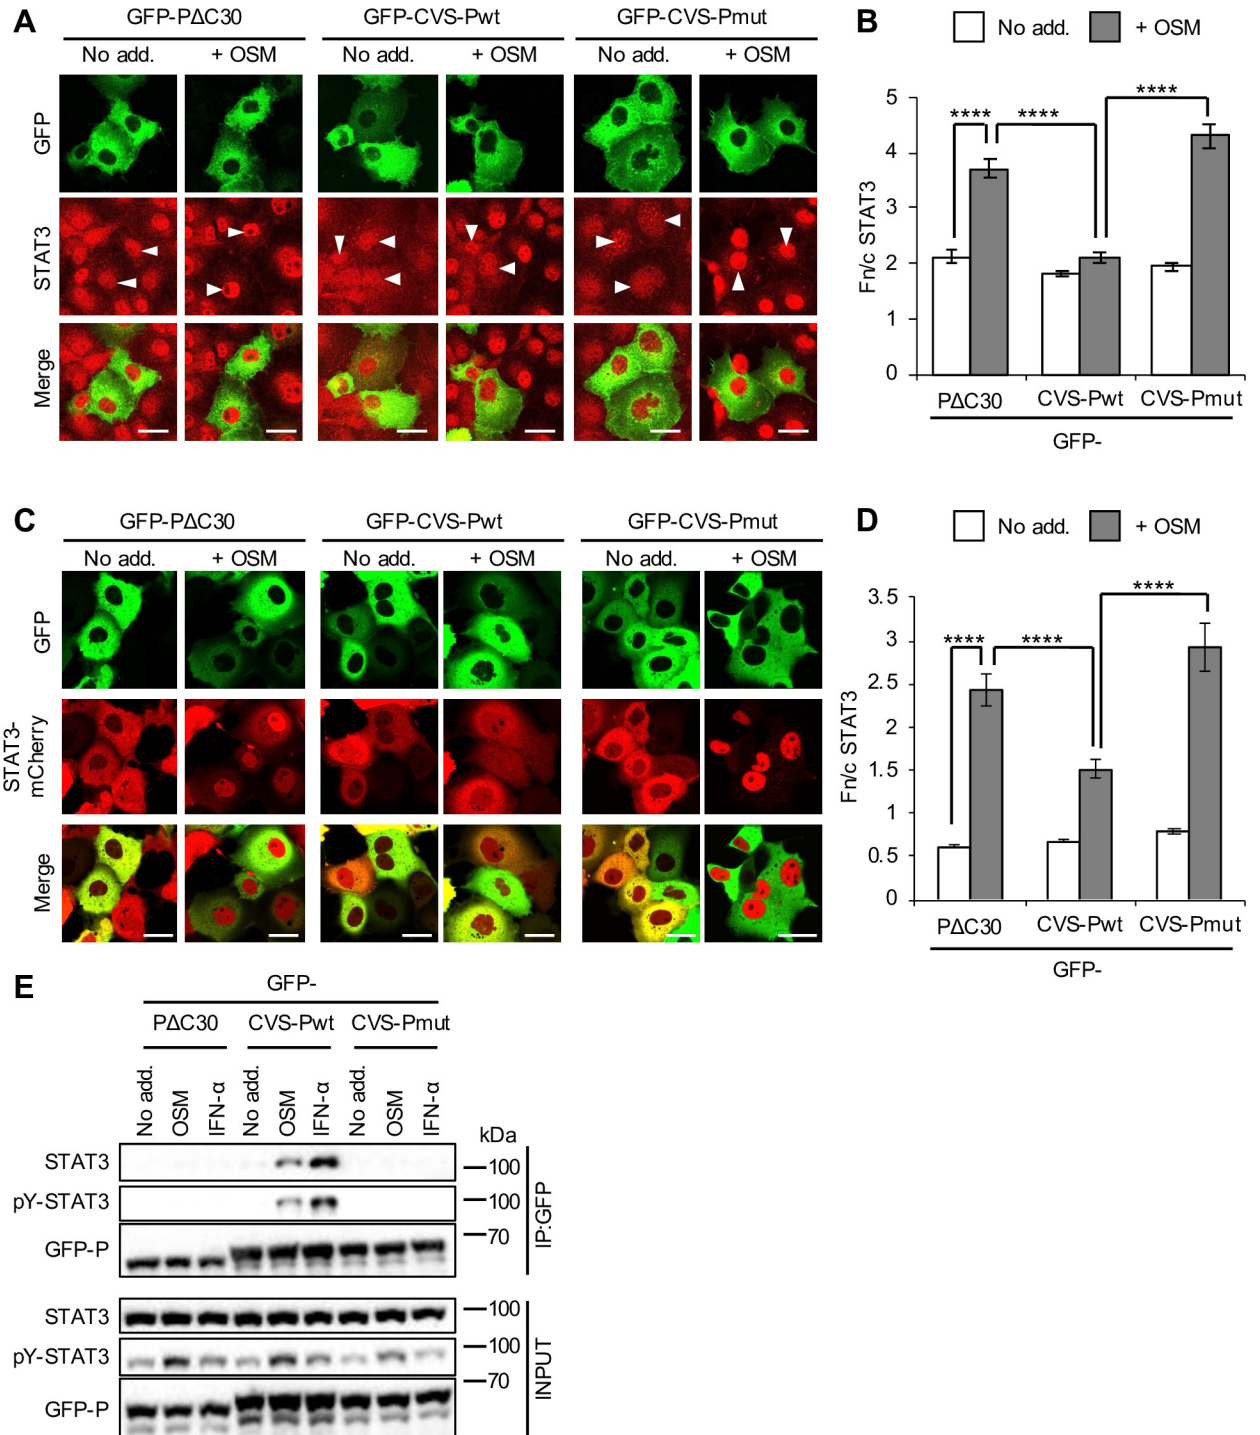 A
GFP-PΔC30 GFP-CVS-Pwt GFP-CVS-Pmut
No add. + OSM No add. + OSM No add. + OSM
GFP
STAT3
Merge
B
No add. + OSM
5
4
3
2
1
0
Fn/c STAT3
**** **** ****
PΔC30 CVS-Pwt CVS-Pmut
GFP-
C
GFP-PΔC30 GFP-CVS-Pwt GFP-CVS-Pmut
No add. + OSM No add. + OSM No add. + OSM
GFP
STAT3-
mCherry
Merge
D
No add. + OSM
3.5
3
2.5
2
1.5
1
0.5
0
Fn/c STAT3
**** **** ****
PΔC30 CVS-Pwt CVS-Pmut
GFP-
E
GFP-
PΔC30 CVS-Pwt CVS-Pmut
No add. OSM IFN-α No add. OSM IFN-α No add. OSM IFN-α
kDa
STAT3 100
pY-STAT3 100
70
GFP-P
IP:GFP
STAT3 100
pY-STAT3 100
70
GFP-P
INPUT